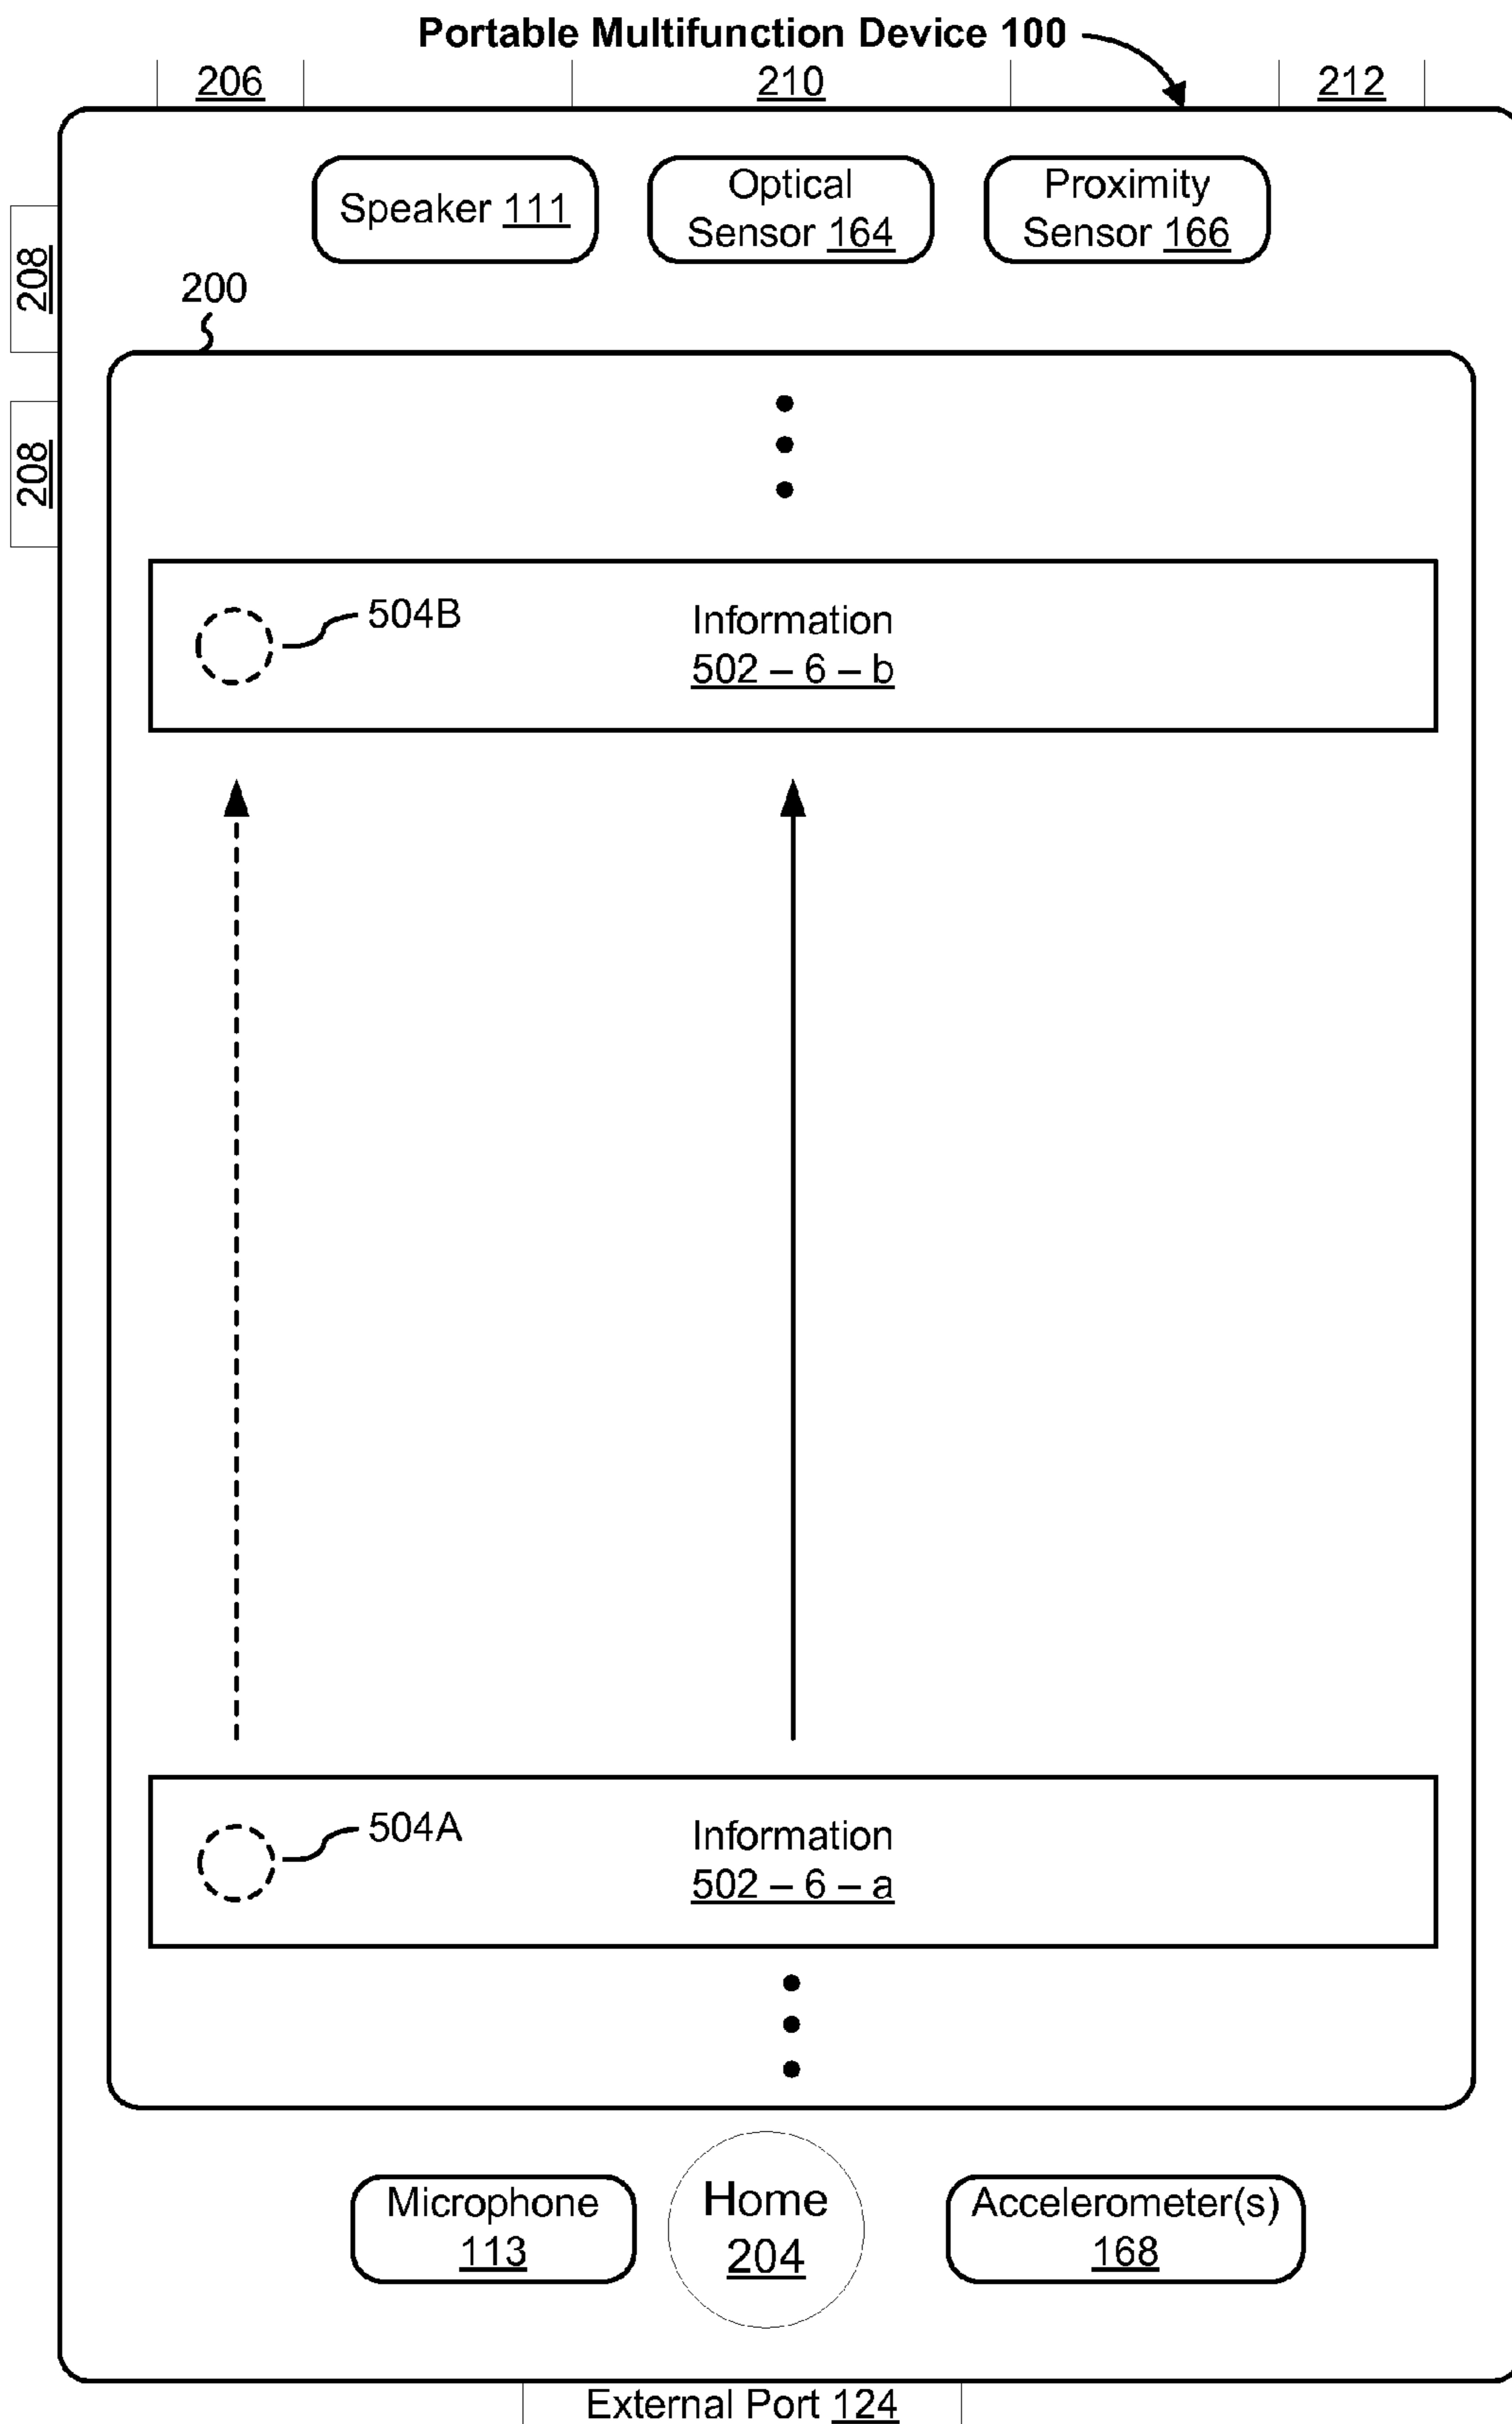 Portable Multifunction Device 100
206
210
212
Speaker 111
Optical
Sensor 164
Proximity
Sensor 166
208
200
208
504B
Information
502 – 6 – b
504A
Information
502 – 6 – a
Microphone
113
Home
204
Accelerometer(s)
168
External Port 124